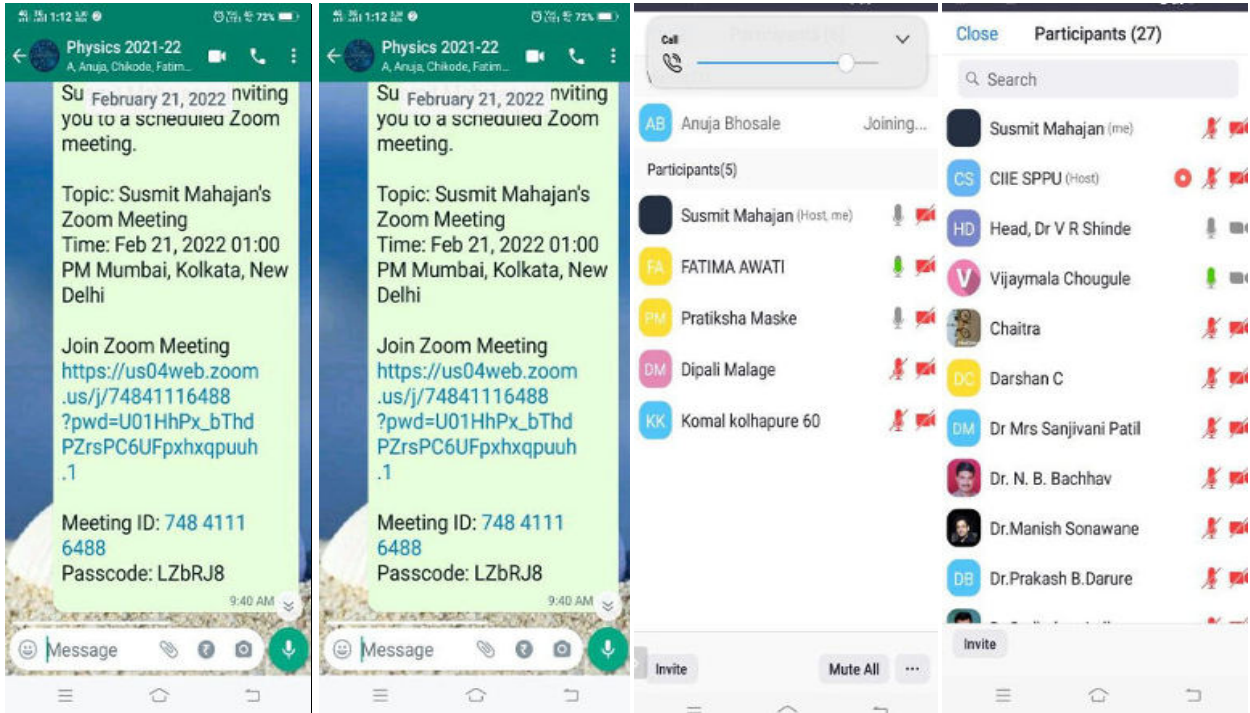 1:12
72%
Physics 2021-22
A, Anuja, Chikode, Fatim...
Su nviting
February 21, 2022
you to a scheduled Zoom
meeting.
Topic: Susmit Mahajan's
Zoom Meeting
Time: Feb 21, 2022 01:00
PM Mumbai, Kolkata, New
Delhi
Join Zoom Meeting
https://us04web.zoom
.us/j/74841116488
?pwd=U01HhPx_bThd
PZrsPC6UFpxhxqpuuh
.1
Meeting ID: 748 4111
6488
Passcode: LZbRJ8
9:40 AM
Message
1:12
72%
Physics 2021-22
A, Anuja, Chikode, Fatim...
Su nviting
February 21, 2022
you to a scheduled Zoom
meeting.
Topic: Susmit Mahajan's
Zoom Meeting
Time: Feb 21, 2022 01:00
PM Mumbai, Kolkata, New
Delhi
Join Zoom Meeting
https://us04web.zoom
.us/j/74841116488
?pwd=U01HhPx_bThd
PZrsPC6UFpxhxqpuuh
.1
Meeting ID: 748 4111
6488
Passcode: LZbRJ8
9:40 AM
Message
Call
AB Anuja Bhosale Joining...
Participants(5)
Susmit Mahajan (Host, me)
FA FATIMA AWATI
PM Pratiksha Maske
DM Dipali Malage
KK Komal kolhapure 60
Invite Mute All ...
Close Participants (27)
Search
Susmit Mahajan (me)
CS CIIE SPPU (Host)
HD Head, Dr V R Shinde
V Vijaymala Chougule
Chaitra
DC Darshan C
DM Dr Mrs Sanjivani Patil
Dr. N. B. Bachhav
Dr.Manish Sonawane
DB Dr.Prakash B.Darure
Invite